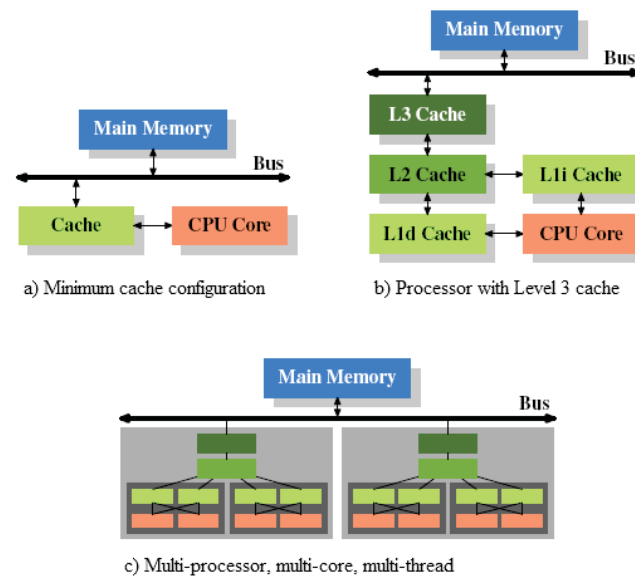 Main Memory
Bus
Cache
CPU Core
a) Minimum cache configuration
Main Memory
Bus
L3 Cache
L2 Cache
L1i Cache
L1d Cache
CPU Core
b) Processor with Level 3 cache
Main Memory
Bus
c) Multi-processor, multi-core, multi-thread